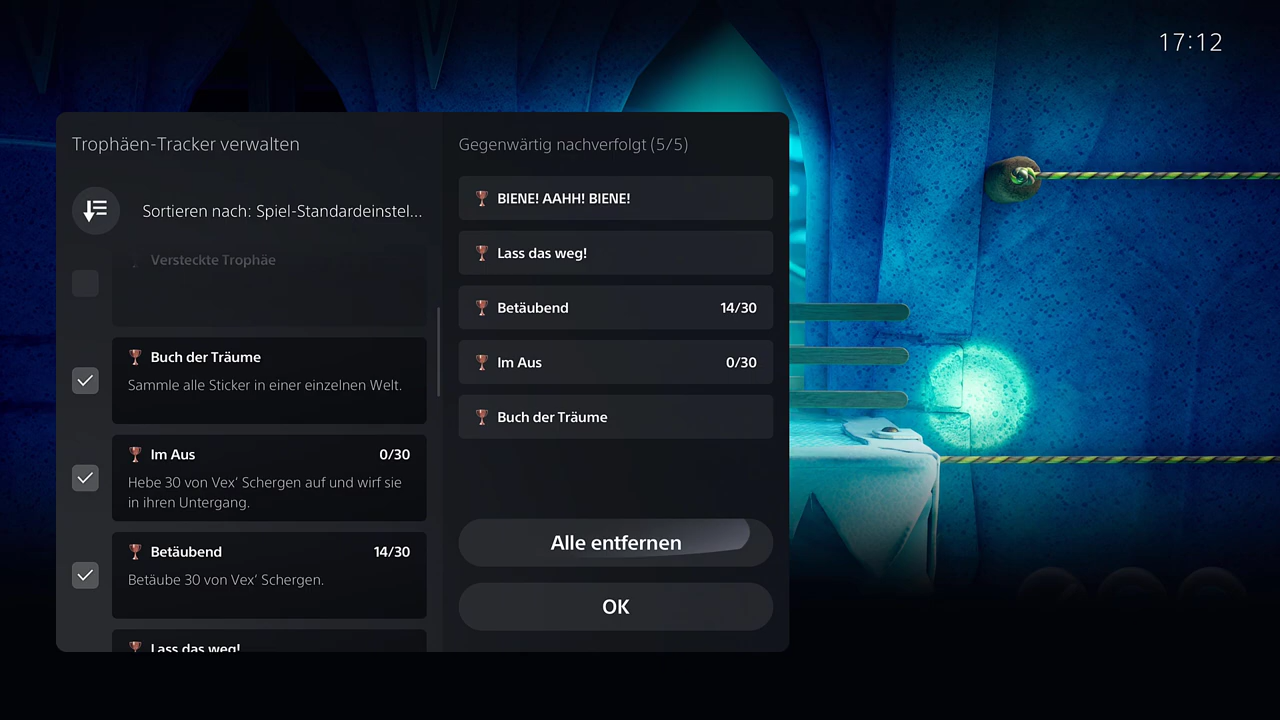 17:12
Trophäen-Tracker verwalten
Sortieren nach: Spiel-Standardeinstel...
Versteckte Trophäe
Buch der Träume
Sammle alle Sticker in einer einzelnen Welt.
Im Aus 0/30
Hebe 30 von Vex’ Schergen auf und wirf sie
in ihren Untergang.
Betäubend 14/30
Betäube 30 von Vex’ Schergen.
Lass das weg!
Gegenwärtig nachverfolgt (5/5)
BIENE! AAHH! BIENE!
Lass das weg!
Betäubend 14/30
Im Aus 0/30
Buch der Träume
Alle entfernen
OK